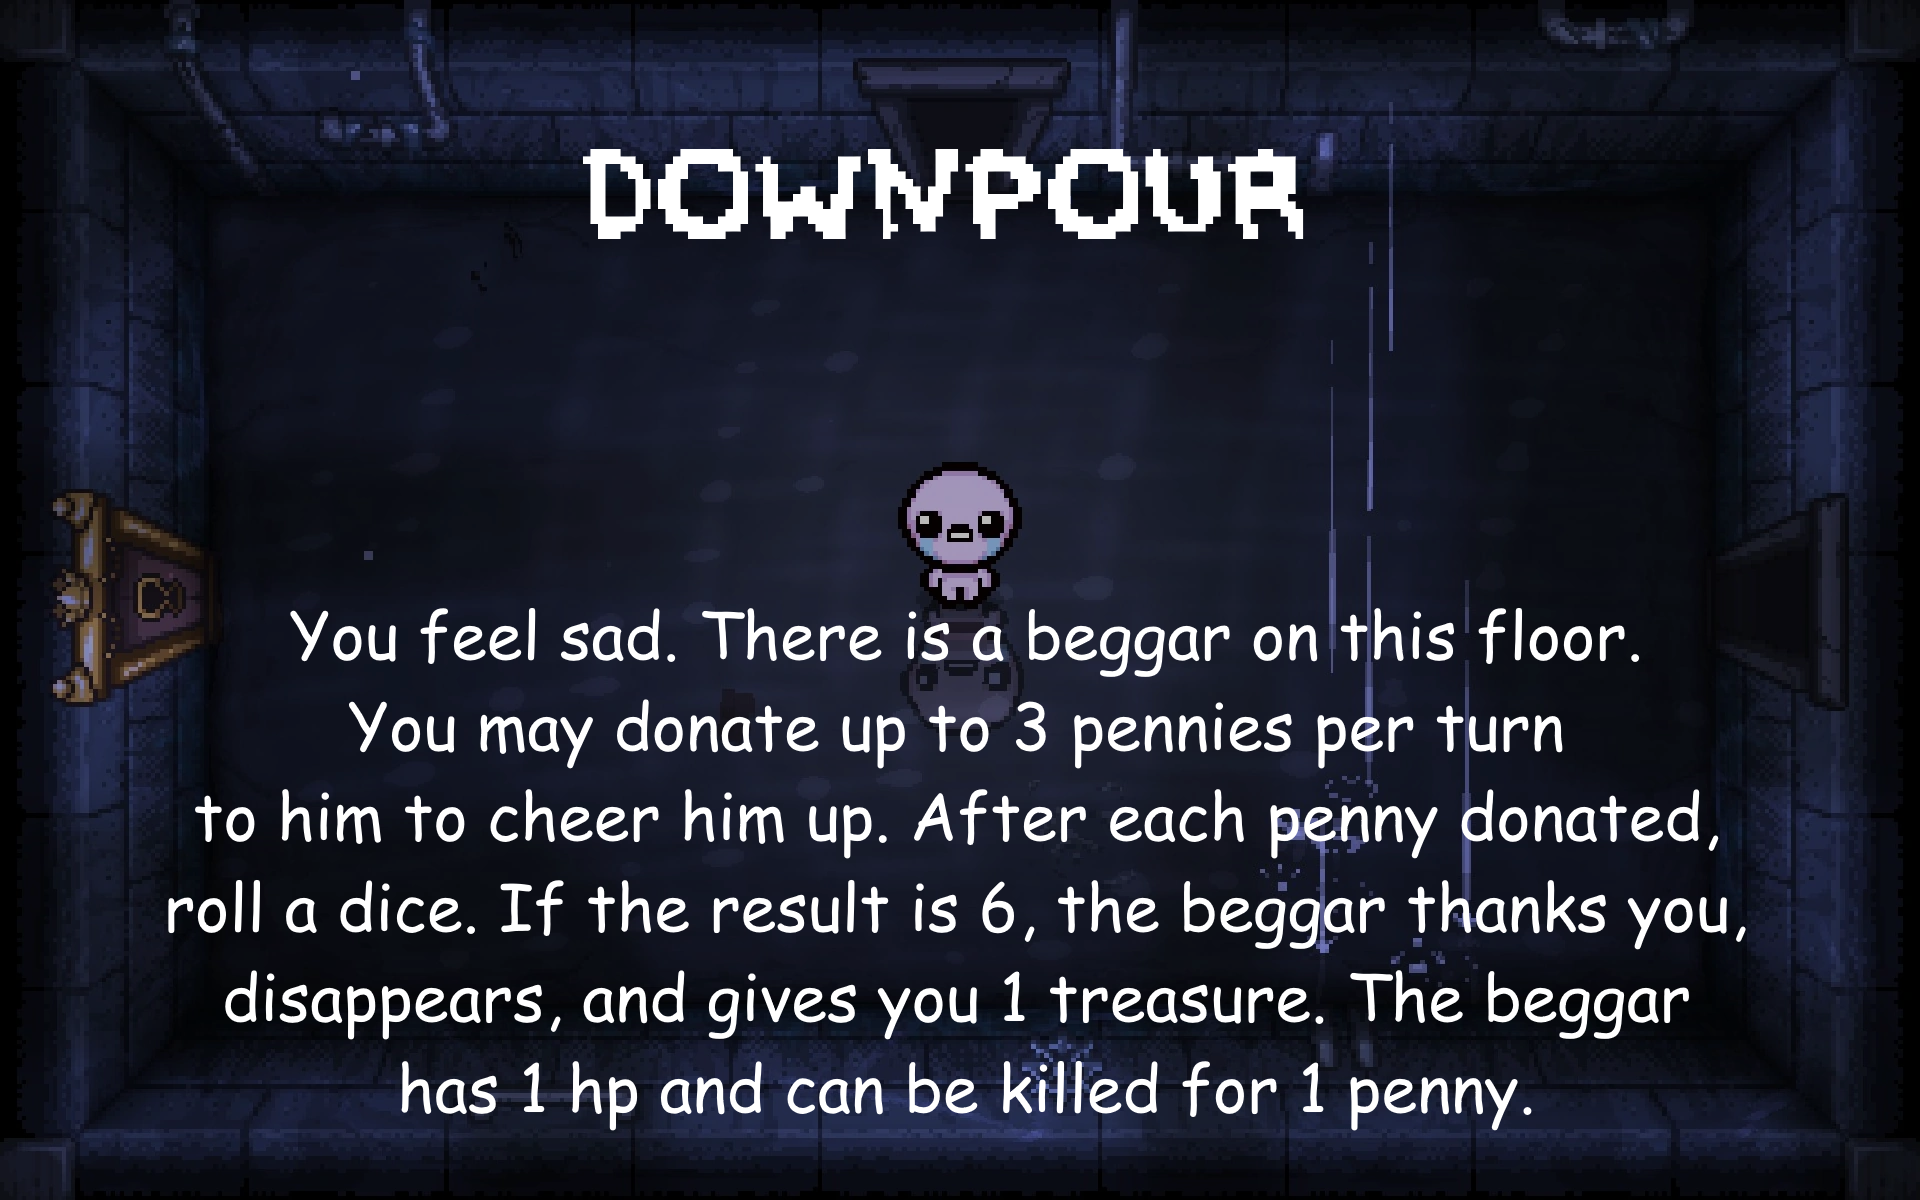 DOWNPOUR
You feel sad. There is a beggar on this floor.
You may donate up to 3 pennies per turn
to him to cheer him up. After each penny donated,
roll a dice. If the result is 6, the beggar thanks you,
disappears, and gives you 1 treasure. The beggar
has 1 hp and can be killed for 1 penny.